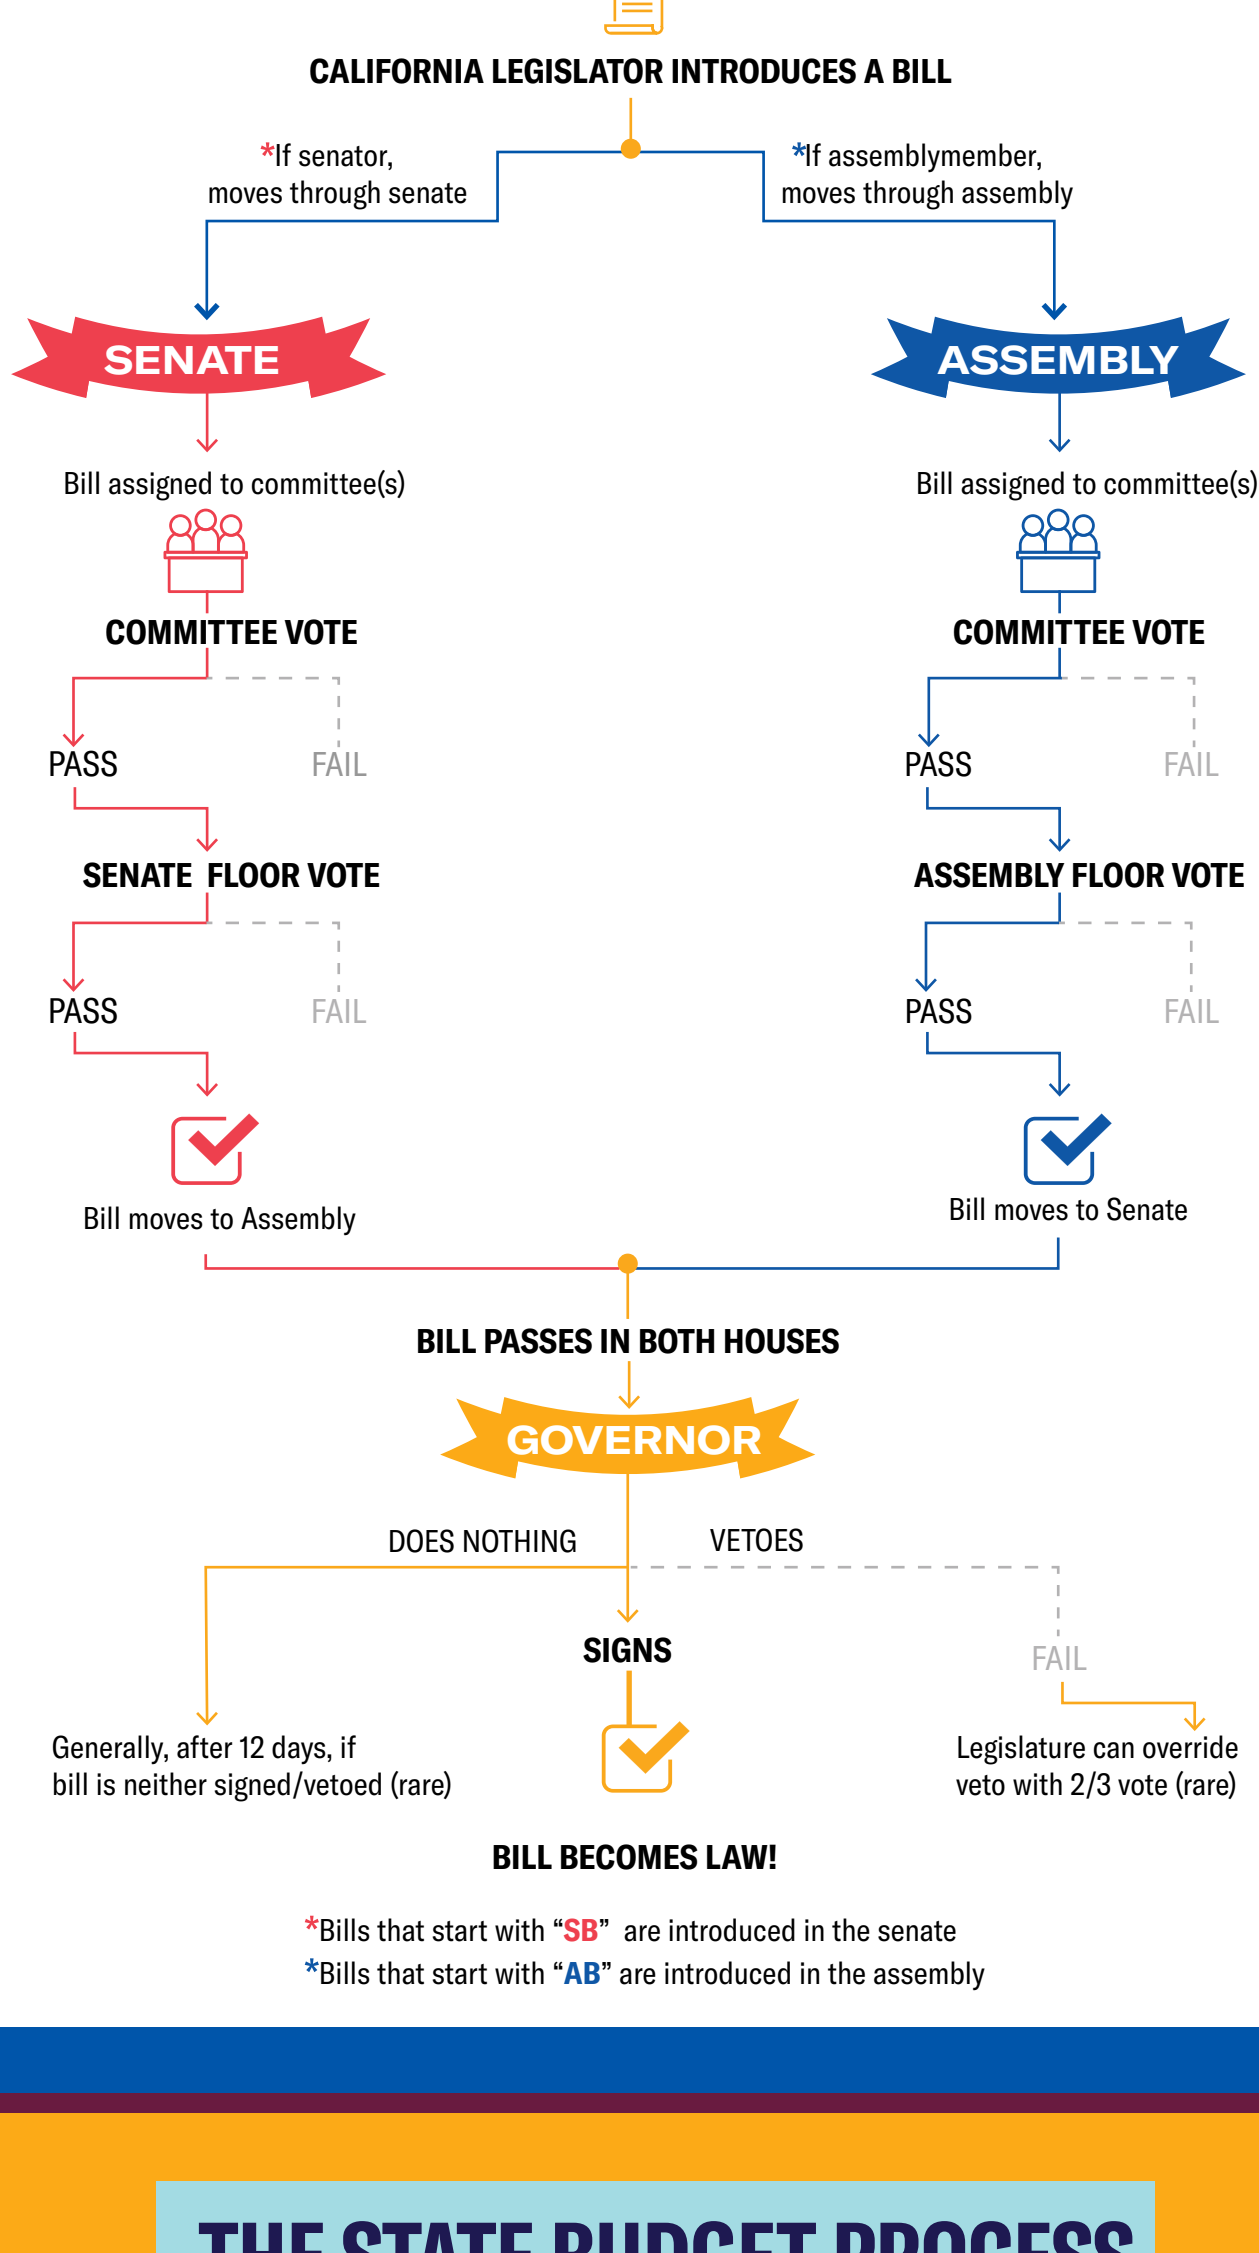 CALIFORNIA LEGISLATOR INTRODUCES A BILL
*If senator,
moves through senate
*If assemblymember,
moves through assembly
SENATE
Bill assigned to committee(s)
COMMITTEE VOTE
PASS
FAIL
SENATE FLOOR VOTE
PASS
FAIL
Bill moves to Assembly
ASSEMBLY
Bill assigned to committee(s)
COMMITTEE VOTE
PASS
FAIL
ASSEMBLY FLOOR VOTE
PASS
FAIL
Bill moves to Senate
BILL PASSES IN BOTH HOUSES
GOVERNOR
DOES NOTHING
VETOES
SIGNS
FAIL
Generally, after 12 days, if
bill is neither signed/vetoed (rare)
Legislature can override
veto with 2/3 vote (rare)
BILL BECOMES LAW!
*Bills that start with “SB” are introduced in the senate
*Bills that start with “AB” are introduced in the assembly
THE STATE BUDGET PROCESS